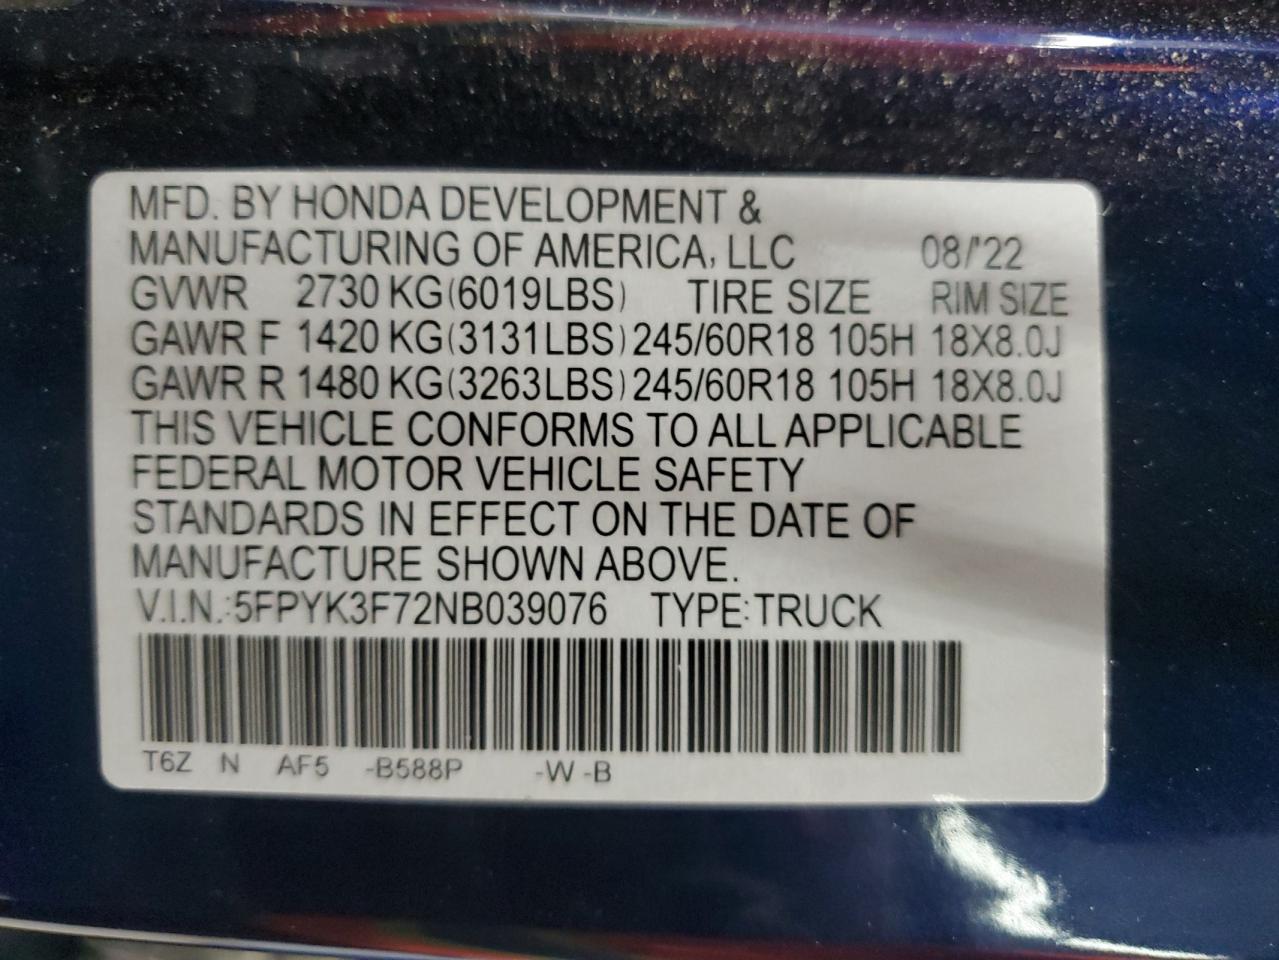 MFD. BY HONDA DEVELOPMENT &
MANUFACTURING OF AMERICA, LLC 08/'22
GVWR 2730 KG(6019LBS) TIRE SIZE RIM SIZE
GAWR F 1420 KG(3131LBS) 245/60R18 105H 18X8.0J
GAWR R 1480 KG(3263LBS) 245/60R18 105H 18X8.0J
THIS VEHICLE CONFORMS TO ALL APPLICABLE
FEDERAL MOTOR VEHICLE SAFETY
STANDARDS IN EFFECT ON THE DATE OF
MANUFACTURE SHOWN ABOVE.
V.I.N.:5FPYK3F72NB039076 TYPE:TRUCK
T6Z N AF5 -B588P -W -B